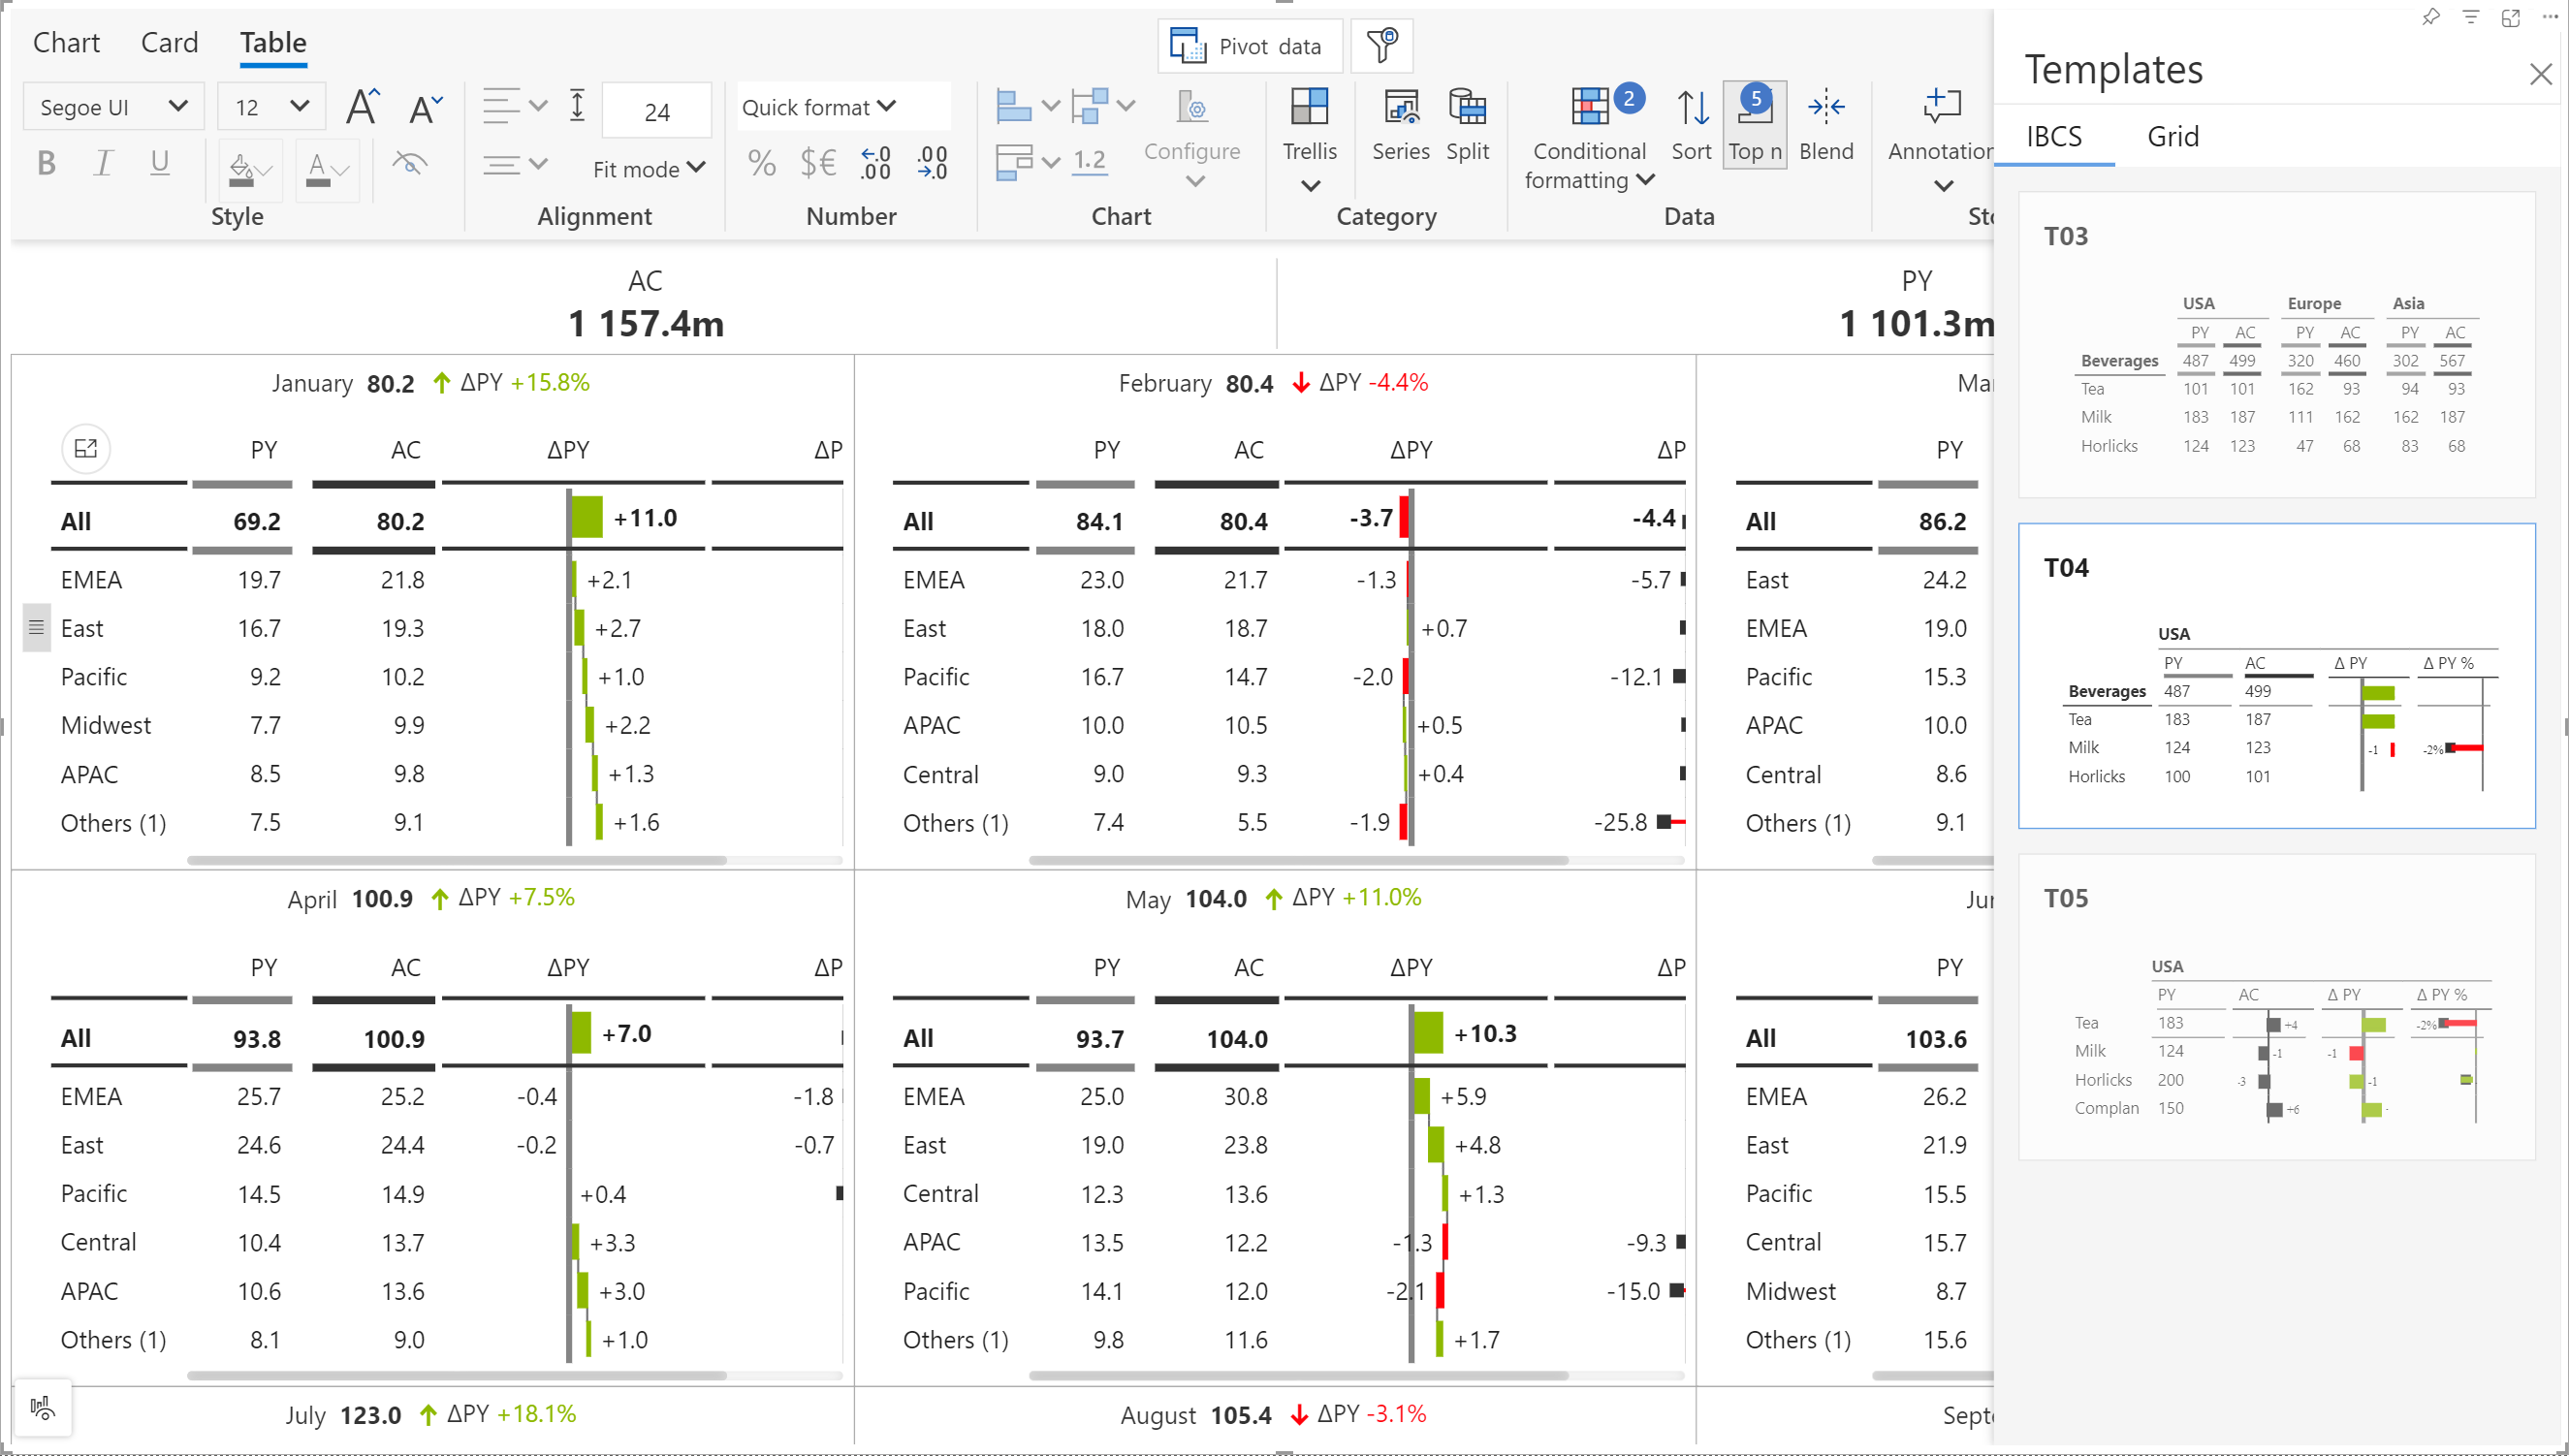 Chart Card Table
Pivot data
Segoe UI 12 A A 24 Quick format
B I U A Fit mode % $€ .0 .00 .00 .0 1.2 Configure Trellis Series Split Conditional formatting 2 Sort 5 Top n Blend Annotation
Style Alignment Number Chart Category Data
AC PY
1 157.4m 1 101.3m
January 80.2 ΔPY +15.8%
PY AC ΔPY ΔP
All 69.2 80.2 +11.0
EMEA 19.7 21.8 +2.1
East 16.7 19.3 +2.7
Pacific 9.2 10.2 +1.0
Midwest 7.7 9.9 +2.2
APAC 8.5 9.8 +1.3
Others (1) 7.5 9.1 +1.6
February 80.4 ΔPY -4.4%
PY AC ΔPY ΔP
All 84.1 80.4 -3.7 -4.4
EMEA 23.0 21.7 -1.3 -5.7
East 18.0 18.7 +0.7
Pacific 16.7 14.7 -2.0 -12.1
APAC 10.0 10.5 +0.5
Central 9.0 9.3 +0.4
Others (1) 7.4 5.5 -1.9 -25.8
Mar
PY
All 86.2
East 24.2
EMEA 19.0
Pacific 15.3
APAC 10.0
Central 8.6
Others (1) 9.1
April 100.9 ΔPY +7.5%
PY AC ΔPY ΔP
All 93.8 100.9 +7.0
EMEA 25.7 25.2 -0.4 -1.8
East 24.6 24.4 -0.2 -0.7
Pacific 14.5 14.9 +0.4
Central 10.4 13.7 +3.3
APAC 10.6 13.6 +3.0
Others (1) 8.1 9.0 +1.0
May 104.0 ΔPY +11.0%
PY AC ΔPY ΔP
All 93.7 104.0 +10.3
EMEA 25.0 30.8 +5.9
East 19.0 23.8 +4.8
Central 12.3 13.6 +1.3
APAC 13.5 12.2 -1.3 -9.3
Pacific 14.1 12.0 -2.1 -15.0
Others (1) 9.8 11.6 +1.7
Jur
PY
All 103.6
EMEA 26.2
East 21.9
Pacific 15.5
Central 15.7
Midwest 8.7
Others (1) 15.6
July 123.0 ΔPY +18.1%
August 105.4 ΔPY -3.1%
Septe
Templates
IBCS Grid
T03
USA Europe Asia
PY AC PY AC PY AC
Beverages 487 499 320 460 302 567
Tea 101 101 162 93 94 93
Milk 183 187 111 162 162 187
Horlicks 124 123 47 68 83 68
T04
USA
PY AC Δ PY Δ PY %
Beverages 487 499
Tea 183 187
Milk 124 123 -1 -2%
Horlicks 100 101
T05
USA
PY AC Δ PY Δ PY %
Tea 183 +4 -2%
Milk 124 -1 -1
Horlicks 200 -3 -1
Complan 150 +6